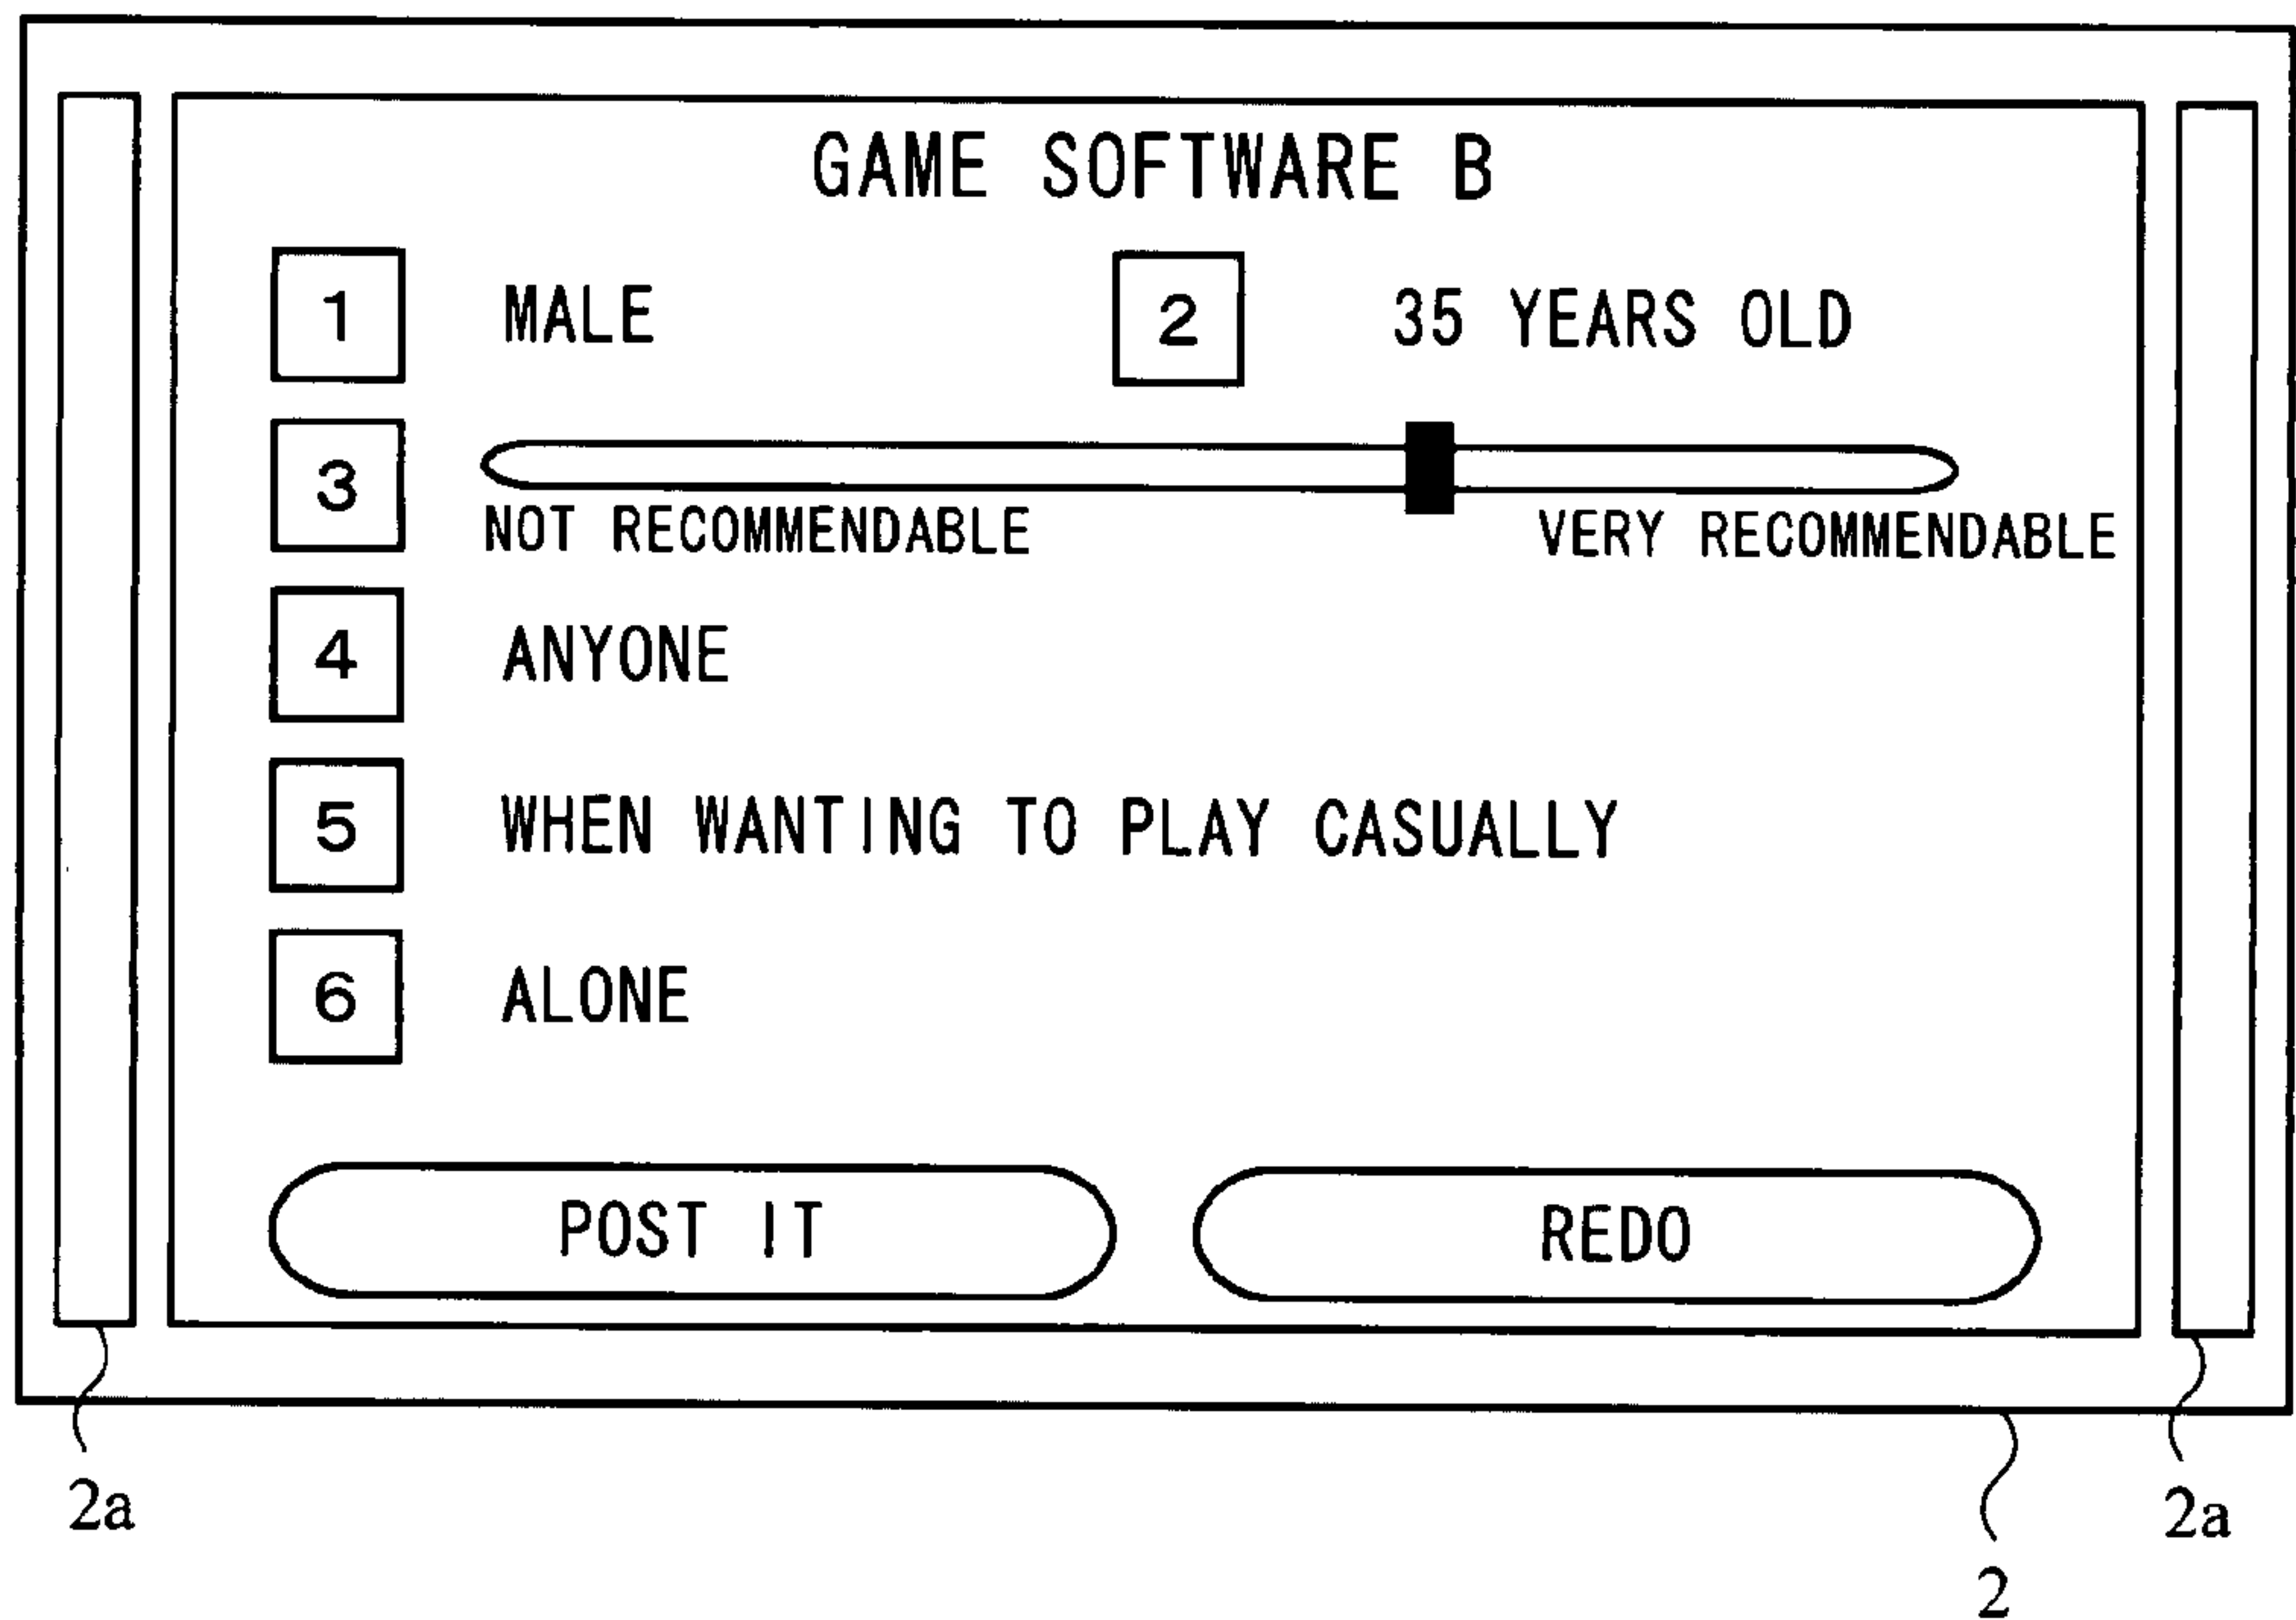 GAME SOFTWARE B
1 MALE 2 35 YEARS OLD
3
NOT RECOMMENDABLE VERY RECOMMENDABLE
4 ANYONE
5 WHEN WANTING TO PLAY CASUALLY
6 ALONE
POST IT REDO
2a 2a
2